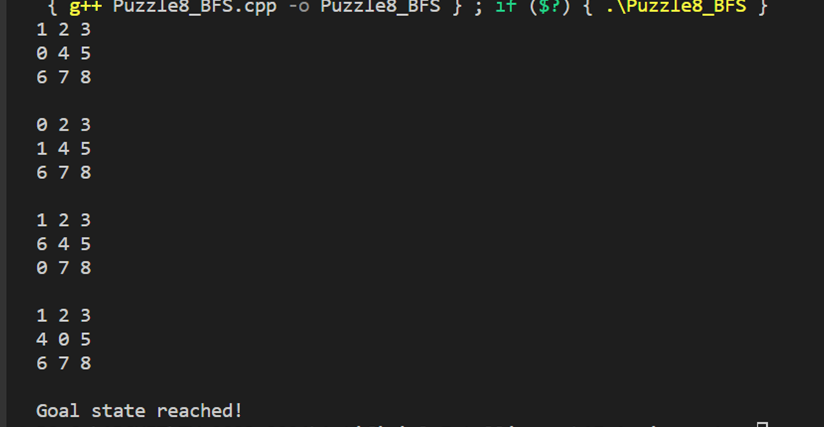 { g++ Puzzle8_BFS.cpp -o Puzzle8_BFS } ; if ($?) { .\Puzzle8_BFS }
1 2 3
0 4 5
6 7 8
0 2 3
1 4 5
6 7 8
1 2 3
6 4 5
0 7 8
1 2 3
4 0 5
6 7 8
Goal state reached!